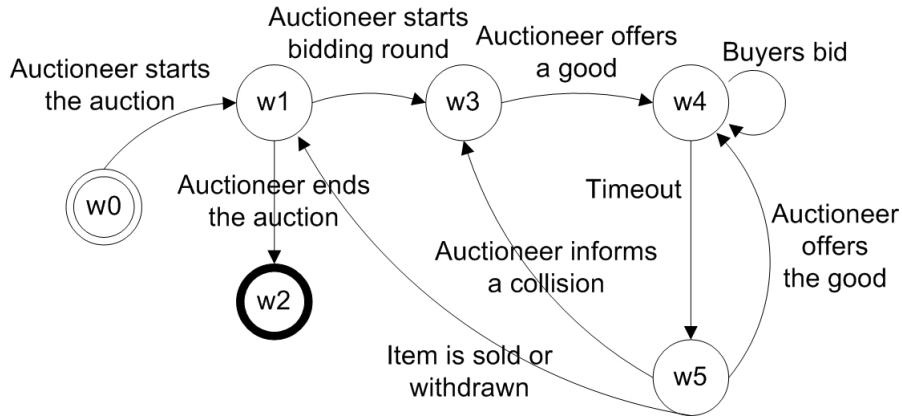 Auctioneer starts
bidding round
Auctioneer offers
a good
Buyers bid
Auctioneer starts
the auction
w1
w3
w4
w0
Auctioneer ends
the auction
Timeout
Auctioneer
offers
the good
Auctioneer informs
a collision
w2
Item is sold or
withdrawn
w5